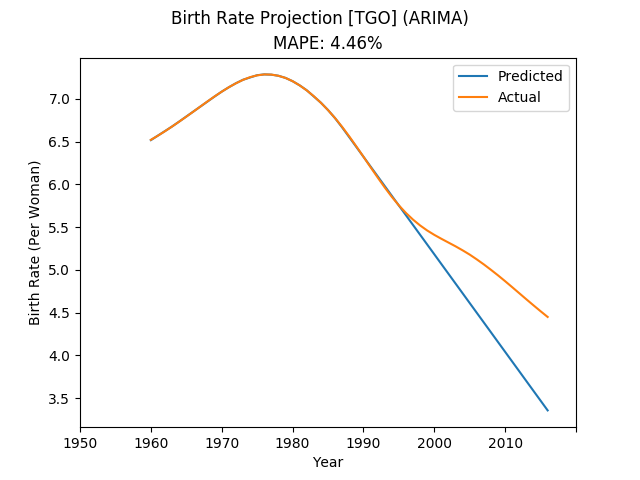 Birth Rate Projection [TGO] (ARIMA)
MAPE: 4.46%
Predicted
Actual
Birth Rate (Per Woman)
7.0
6.5
6.0
5.5
5.0
4.5
4.0
3.5
1950 1960 1970 1980 1990 2000 2010
Year